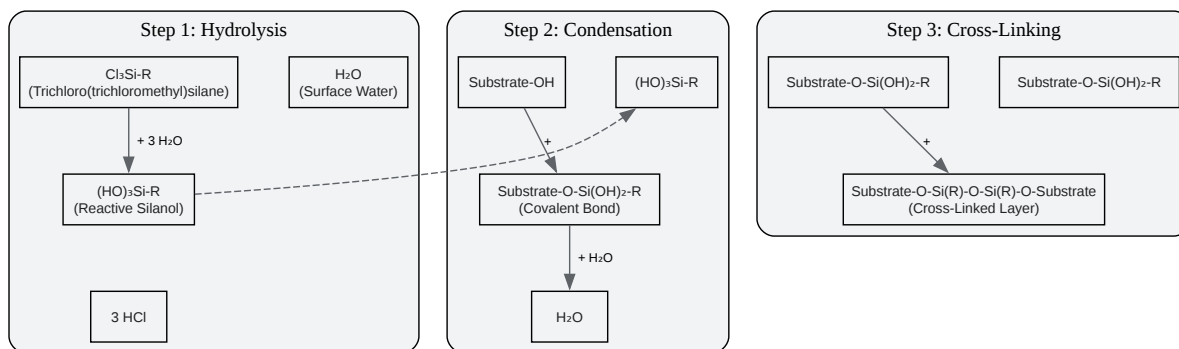 Step 1: Hydrolysis
Cl₃Si-R
(Trichloro(trichloromethyl)silane)
H₂O
(Surface Water)
+ 3 H₂O
(HO)₃Si-R
(Reactive Silanol)
3 HCl
Step 2: Condensation
Substrate-OH
(HO)₃Si-R
+
Substrate-O-Si(OH)₂-R
(Covalent Bond)
+ H₂O
H₂O
Step 3: Cross-Linking
Substrate-O-Si(OH)₂-R
Substrate-O-Si(OH)₂-R
+
Substrate-O-Si(R)-O-Si(R)-O-Substrate
(Cross-Linked Layer)